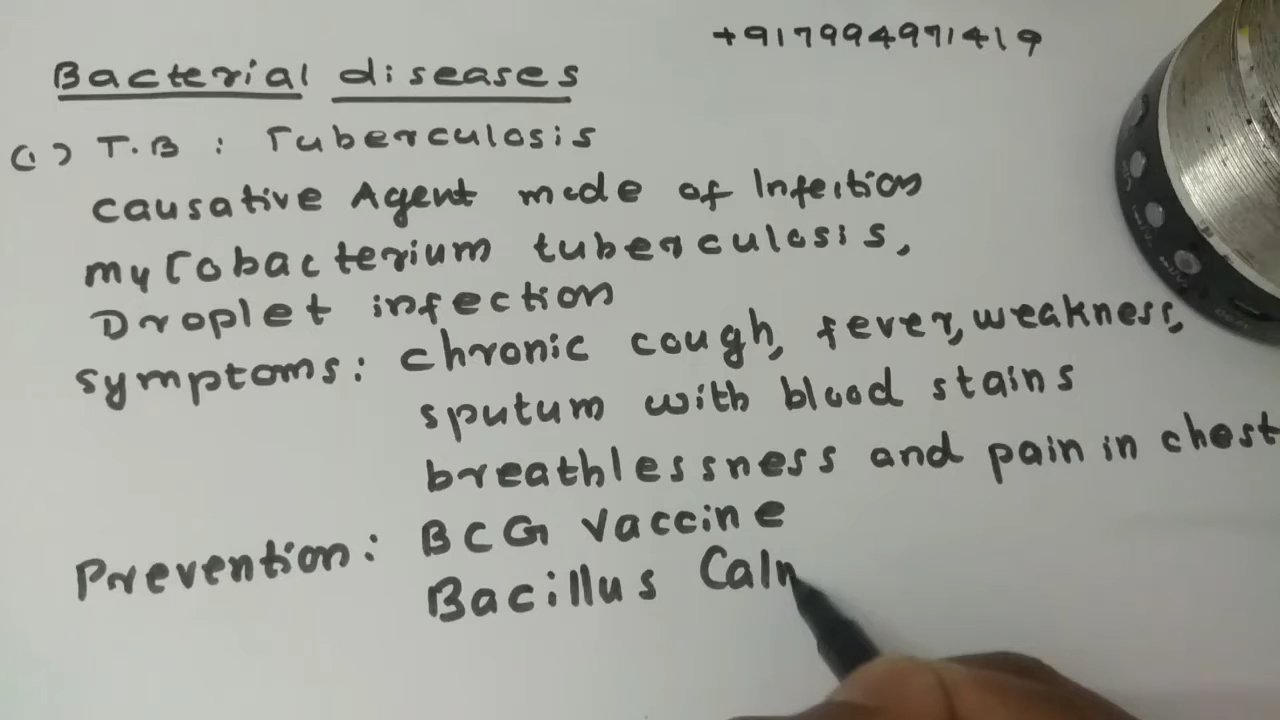 +917994971419
Bacterial diseases
(1) T.B : Tuberculosis
causative Agent mode of Infection
mycobacterium tuberculosis,
Droplet infection
symptoms: chronic cough, fever, weakness,
sputum with blood stains
breathlessness and pain in chest
Prevention: BCG vaccine
Bacillus Calm